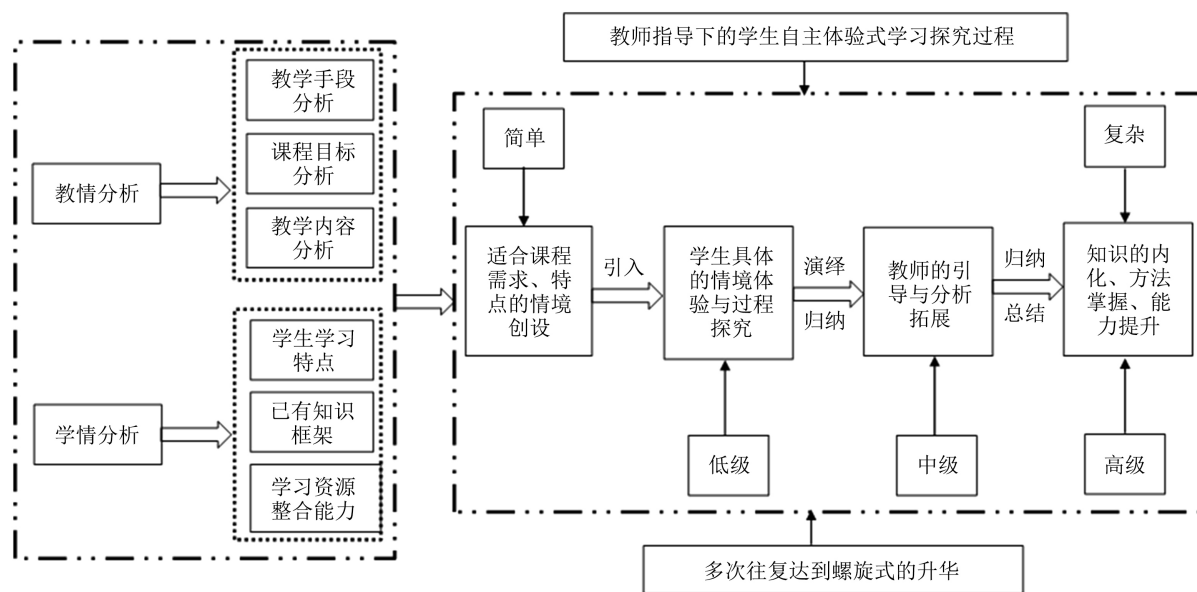 教师指导下的学生自主体验式学习探究过程
教学手段
分析
课程目标
分析
教学内容
分析
教情分析
学生学习
特点
已有知识
框架
学习资源
整合能力
学情分析
简单
复杂
适合课程
需求、特
点的情境
创设
引入
学生具体
的情境体
验与过程
探究
演绎
归纳
教师的引
导与分析
拓展
归纳
总结
知识的内
化、方法
掌握、能
力提升
低级
中级
高级
多次往复达到螺旋式的升华